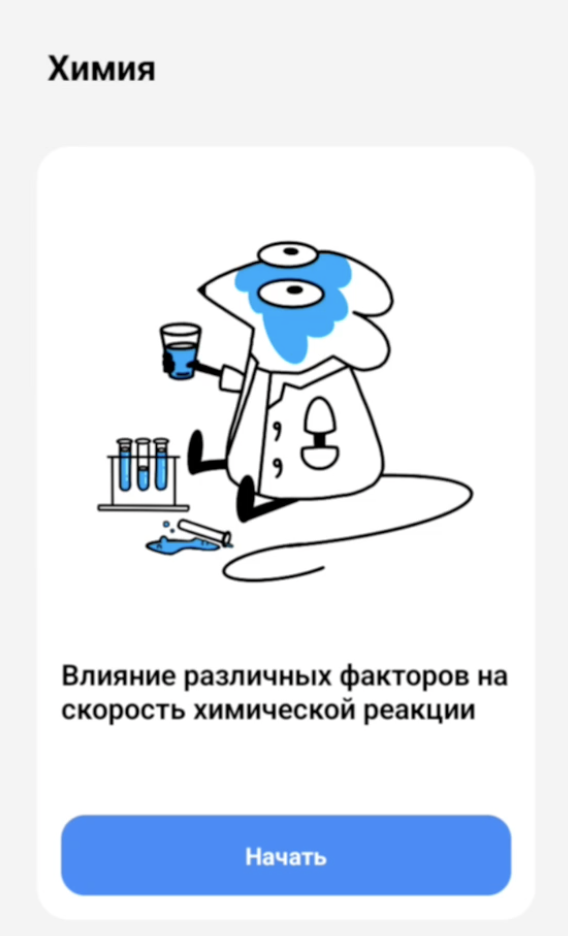 Химия
Влияние различных факторов на
скорость химической реакции
Начать